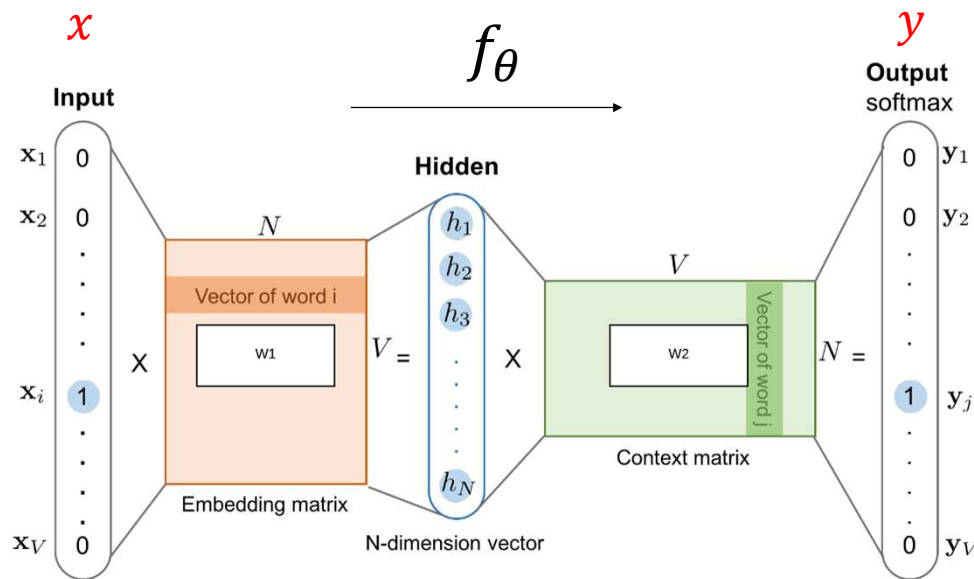 x
f_θ
y
Input
Output
softmax
Hidden
x_1 0
x_2 0
x_i 1
x_V 0
X
N
Vector of word i
W1
V =
Embedding matrix
h_1
h_2
h_3
h_N
N-dimension vector
X
V
W2
Vector of word j
N =
Context matrix
0 y_1
0 y_2
1 y_j
0 y_V